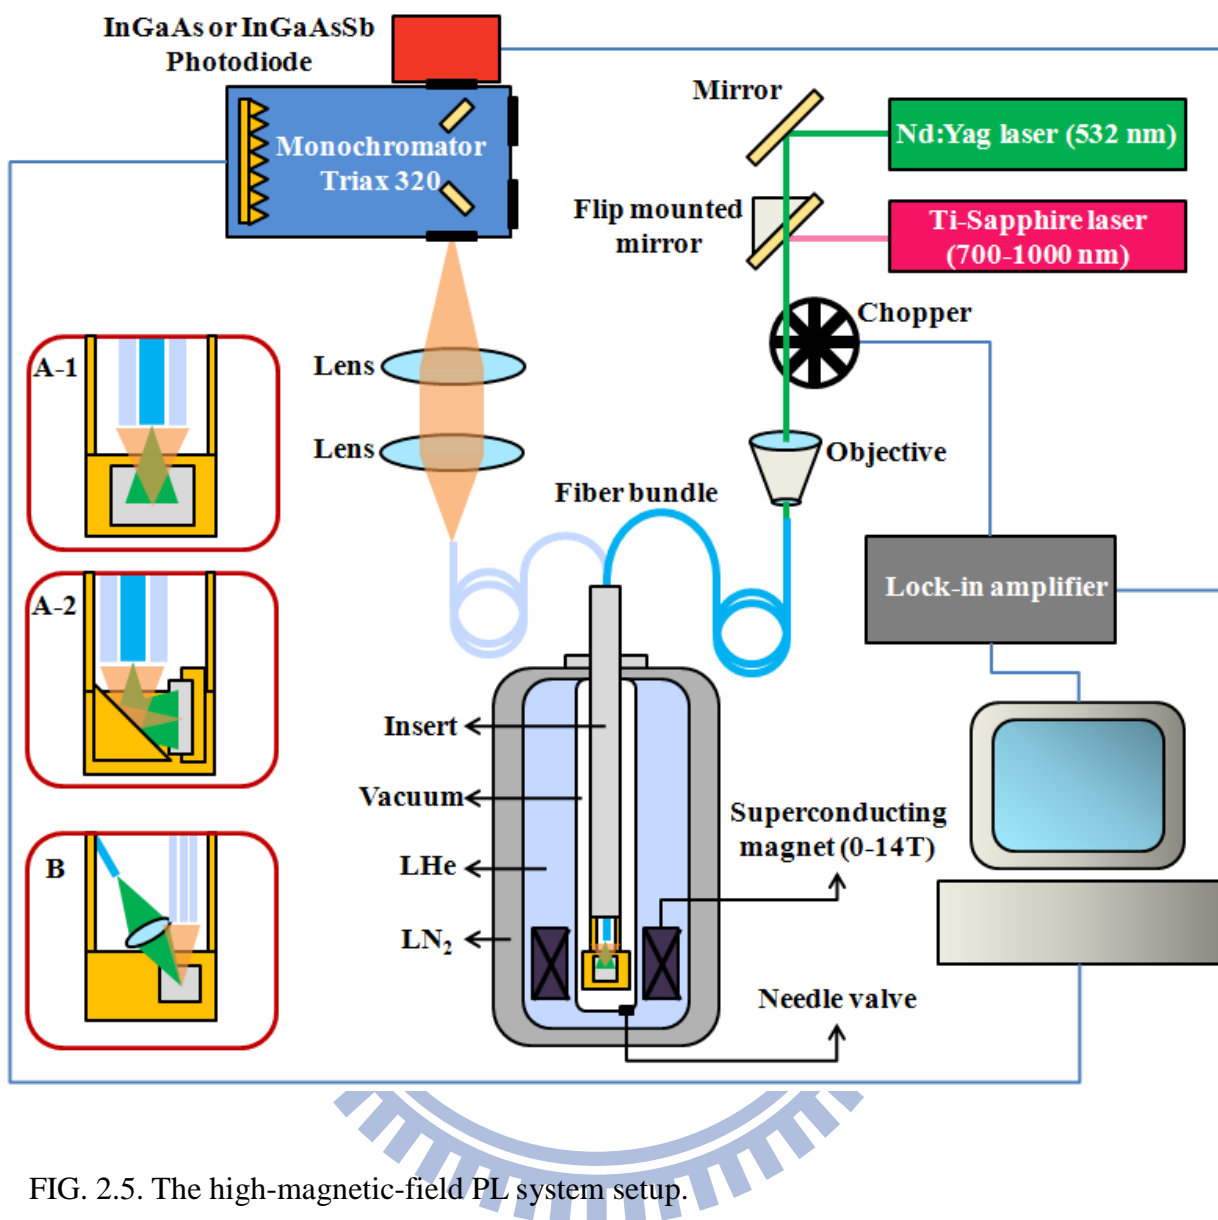 InGaAs or InGaAsSb
Photodiode
Monochromator
Triax 320
Mirror
Nd:Yag laser (532 nm)
Flip mounted
mirror
Ti-Sapphire laser
(700-1000 nm)
Chopper
A-1
Lens
Lens
Objective
Fiber bundle
Lock-in amplifier
A-2
Insert
Vacuum
Superconducting
magnet (0-14T)
B
LHe
LN₂
Needle valve
FIG. 2.5. The high-magnetic-field PL system setup.